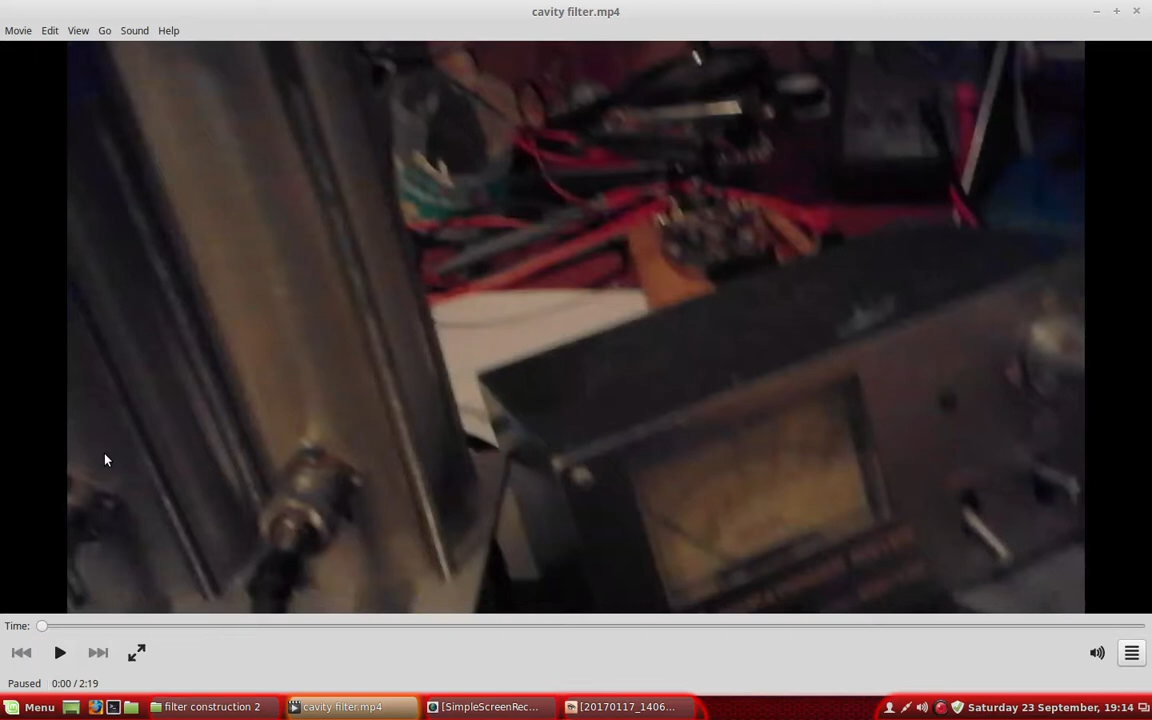 cavity filter.mp4
Movie Edit View Go Sound Help
Time:
Paused 0:00 / 2:19
Menu filter construction 2 cavity filter.mp4 [SimpleScreenRec... [20170117_1406... Saturday 23 September, 19:14